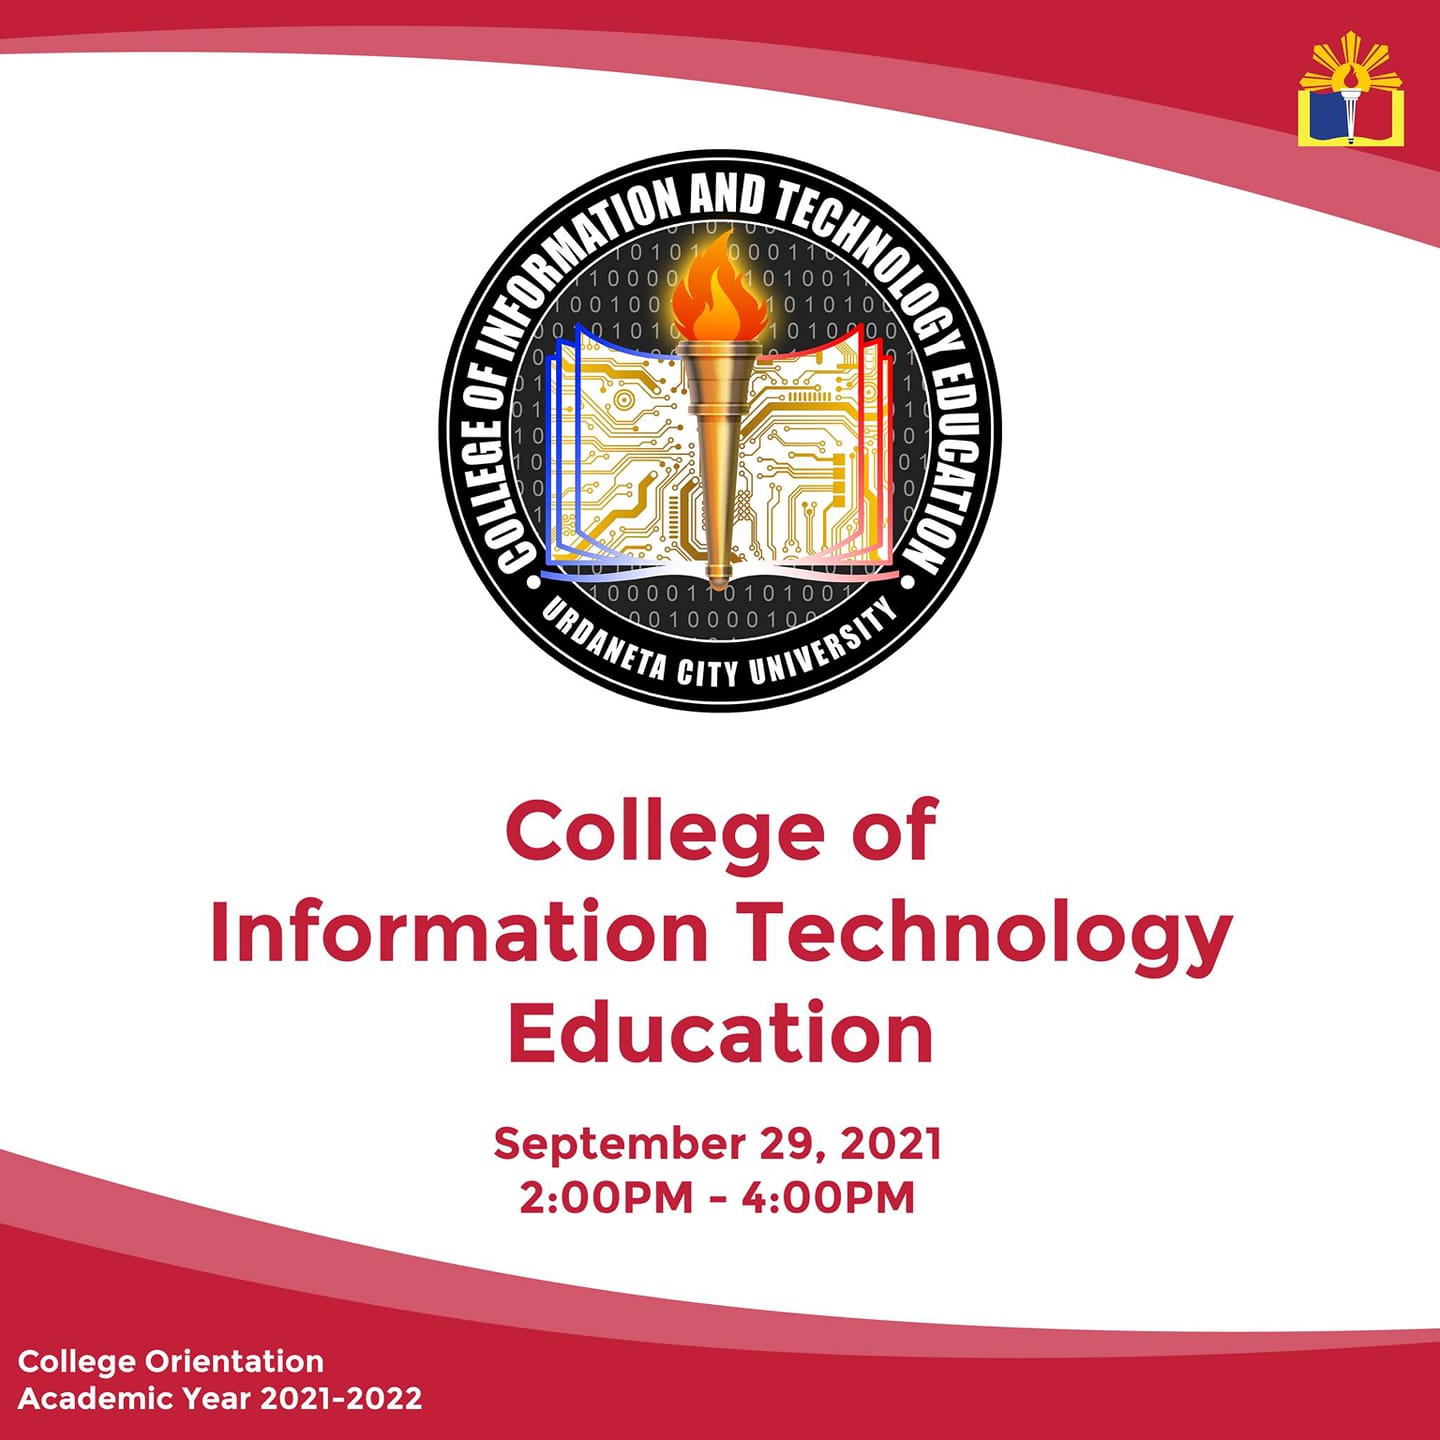 COLLEGE OF INFORMATION AND TECHNOLOGY EDUCATION
URDANETA CITY UNIVERSITY
College of
Information Technology
Education
September 29, 2021
2:00PM - 4:00PM
College Orientation
Academic Year 2021-2022